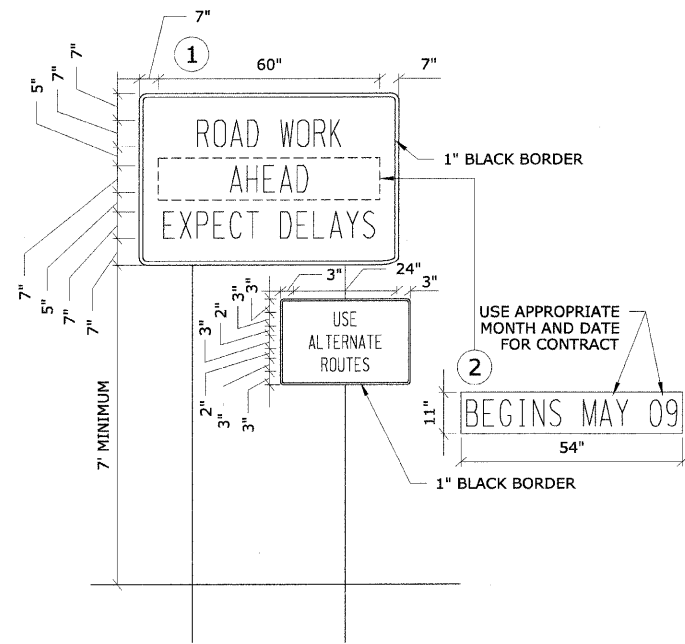 7"
1
60"
7"
7"
7"
5"
7"
5"
7"
7"
ROAD WORK
AHEAD
EXPECT DELAYS
1" BLACK BORDER
3"
24"
3"
3"
3"
2"
3"
2"
3"
3"
USE
ALTERNATE
ROUTES
USE APPROPRIATE
MONTH AND DATE
FOR CONTRACT
2
11"
BEGINS MAY 09
54"
1" BLACK BORDER
7' MINIMUM